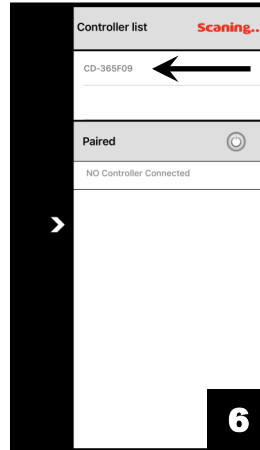 Controller list Scaning..
CD-365F09
Paired
NO Controller Connected
6